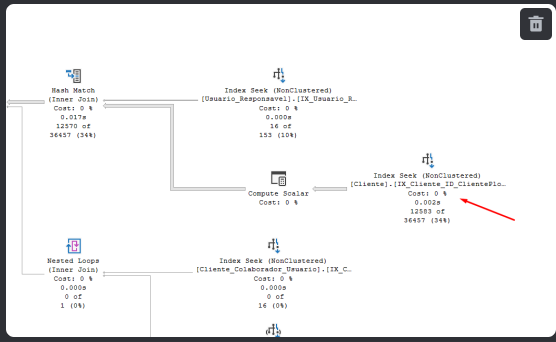 Hash Match
(Inner Join)
Cost: 0 %
0.017s
12570 of
36457 (34%)
Index Seek (NonClustered)
[Usuario_Responsavel].[IX_Usuario_R…
Cost: 0 %
0.000s
16 of
153 (10%)
Compute Scalar
Cost: 0 %
Index Seek (NonClustered)
[Cliente].[IX_Cliente_ID_ClientePlo…
Cost: 0 %
0.002s
12583 of
36457 (34%)
Nested Loops
(Inner Join)
Cost: 0 %
0.000s
0 of
1 (0%)
Index Seek (NonClustered)
[Cliente_Colaborador_Usuario].[IX_C…
Cost: 0 %
0.000s
0 of
16 (0%)